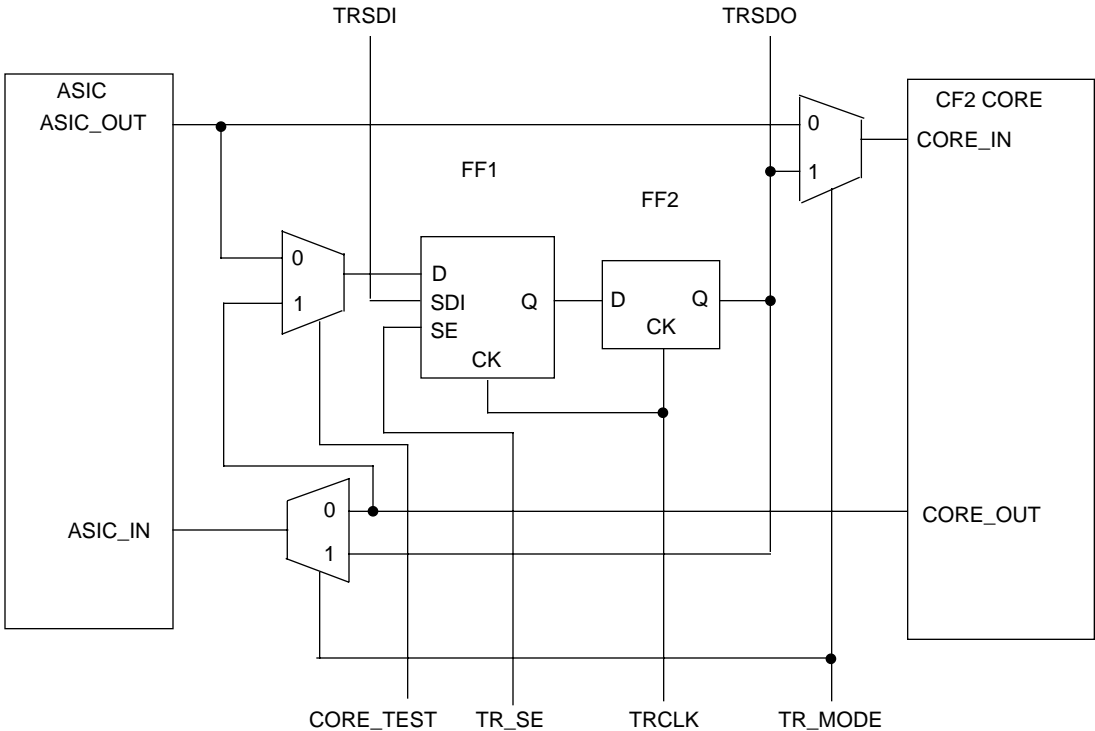 TRSDI
TRSDO
ASIC
ASIC_OUT
CF2 CORE
CORE_IN
0
1
FF1
FF2
0
1
D
SDI
SE
Q
CK
D
Q
CK
ASIC_IN
0
1
CORE_OUT
CORE_TEST
TR_SE
TRCLK
TR_MODE